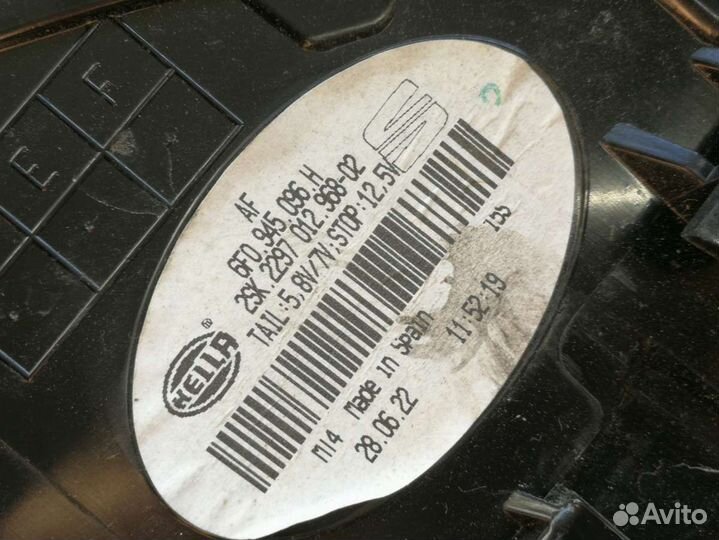 F
E
E
AF
6F0.945.096.H
2SK.2297 012.968-02
TAIL:5,8V/7V;STOP:12,5V
HELLA
®
155
M14 Made in Spain
28.06.22 11:52:19
Avito